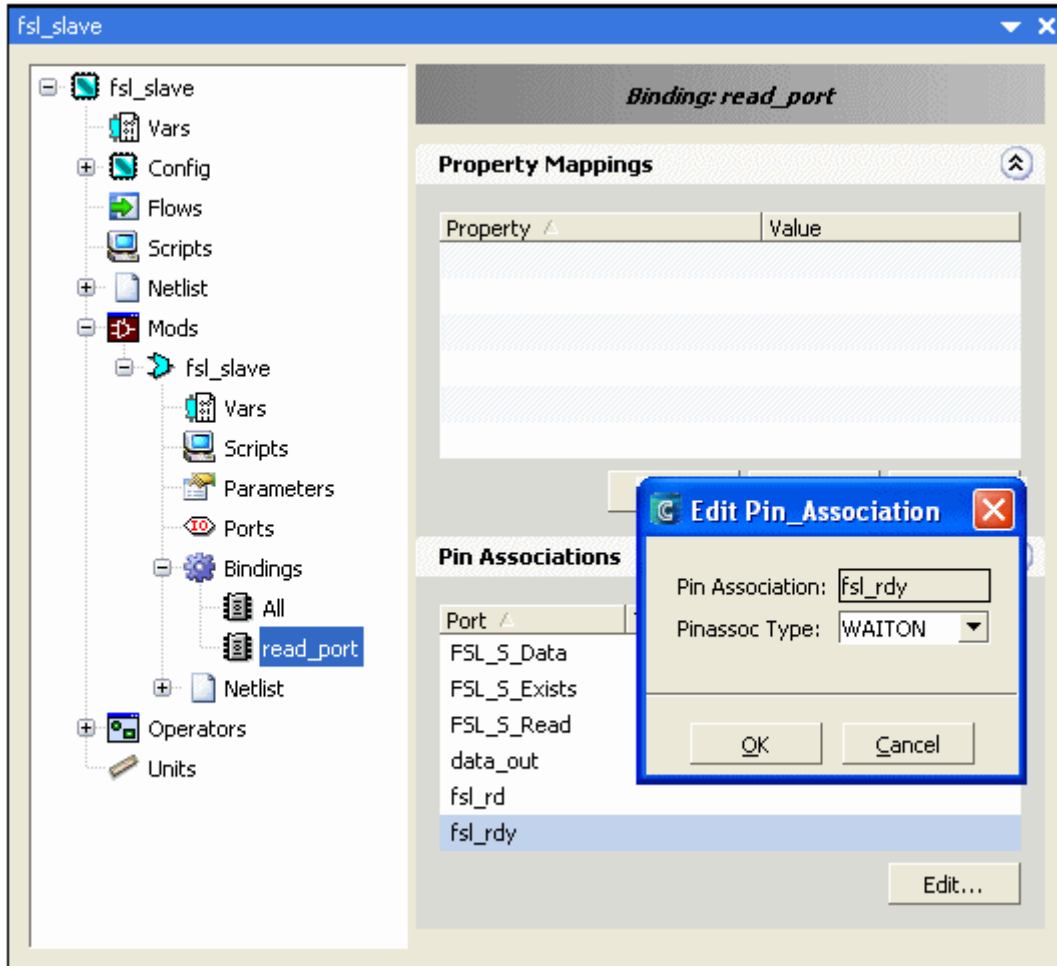 fsl_slave
fsl_slave
Vars
Config
Flows
Scripts
Netlist
Mods
fsl_slave
Vars
Scripts
Parameters
IO Ports
Bindings
All
read_port
Netlist
Operators
Units
Binding: read_port
Property Mappings
Property Value
Pin Associations
Port
FSL_S_Data
FSL_S_Exists
FSL_S_Read
data_out
fsl_rd
fsl_rdy
Edit...
C Edit Pin_Association
Pin Association: fsl_rdy
Pinassoc Type: WAITON
OK Cancel